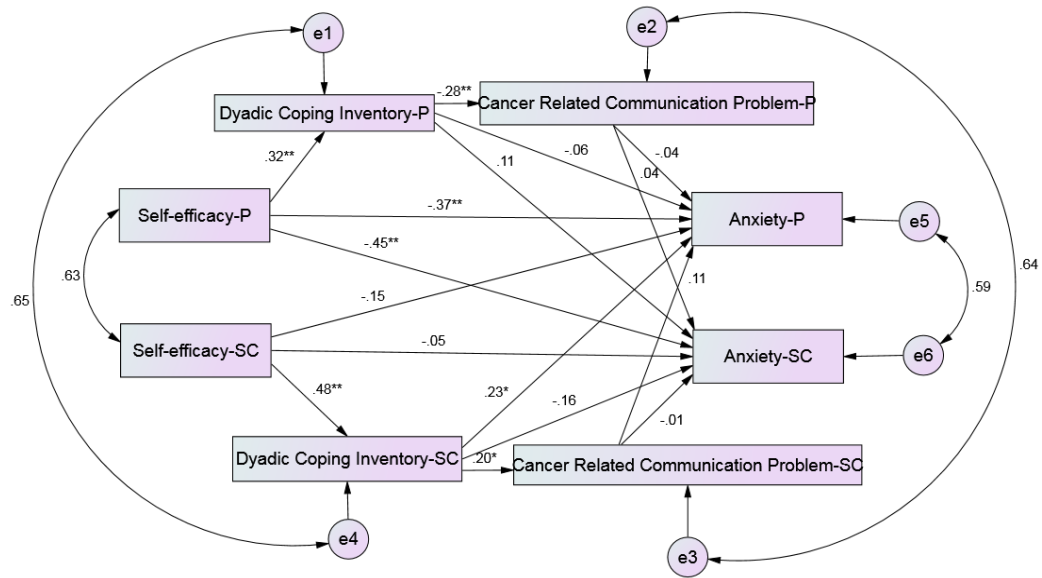 e1
e2
Dyadic Coping Inventory-P
-.28**
Cancer Related Communication Problem-P
.32**
-.06
-.04
.11
.04
Self-efficacy-P
-.37**
Anxiety-P
e5
-.45**
.63
.65
.64
.59
-.15
.11
Self-efficacy-SC
-.05
Anxiety-SC
e6
.48**
.23*
-.16
-.01
Dyadic Coping Inventory-SC
.20*
Cancer Related Communication Problem-SC
e4
e3